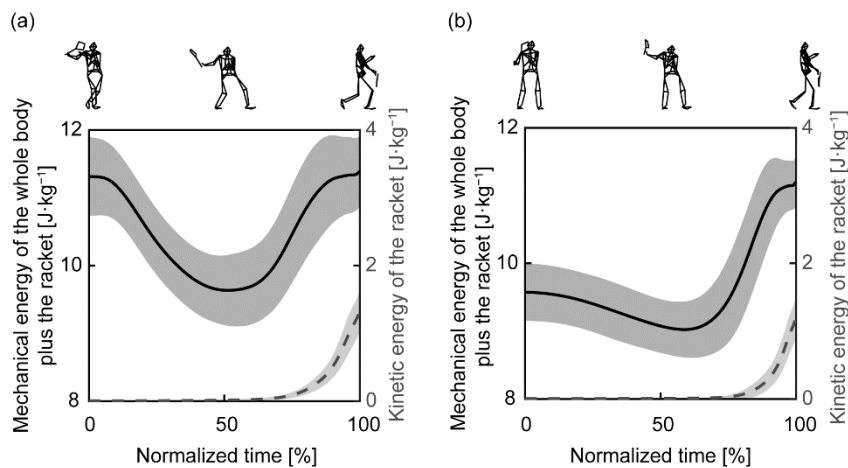 (a)
Mechanical energy of the whole body
plus the racket [J·kg⁻¹]
12
10
8
4
2
0
Kinetic energy of the racket [J·kg⁻¹]
0
50
100
Normalized time [%]
(b)
Mechanical energy of the whole body
plus the racket [J·kg⁻¹]
12
10
8
4
2
0
Kinetic energy of the racket [J·kg⁻¹]
0
50
100
Normalized time [%]